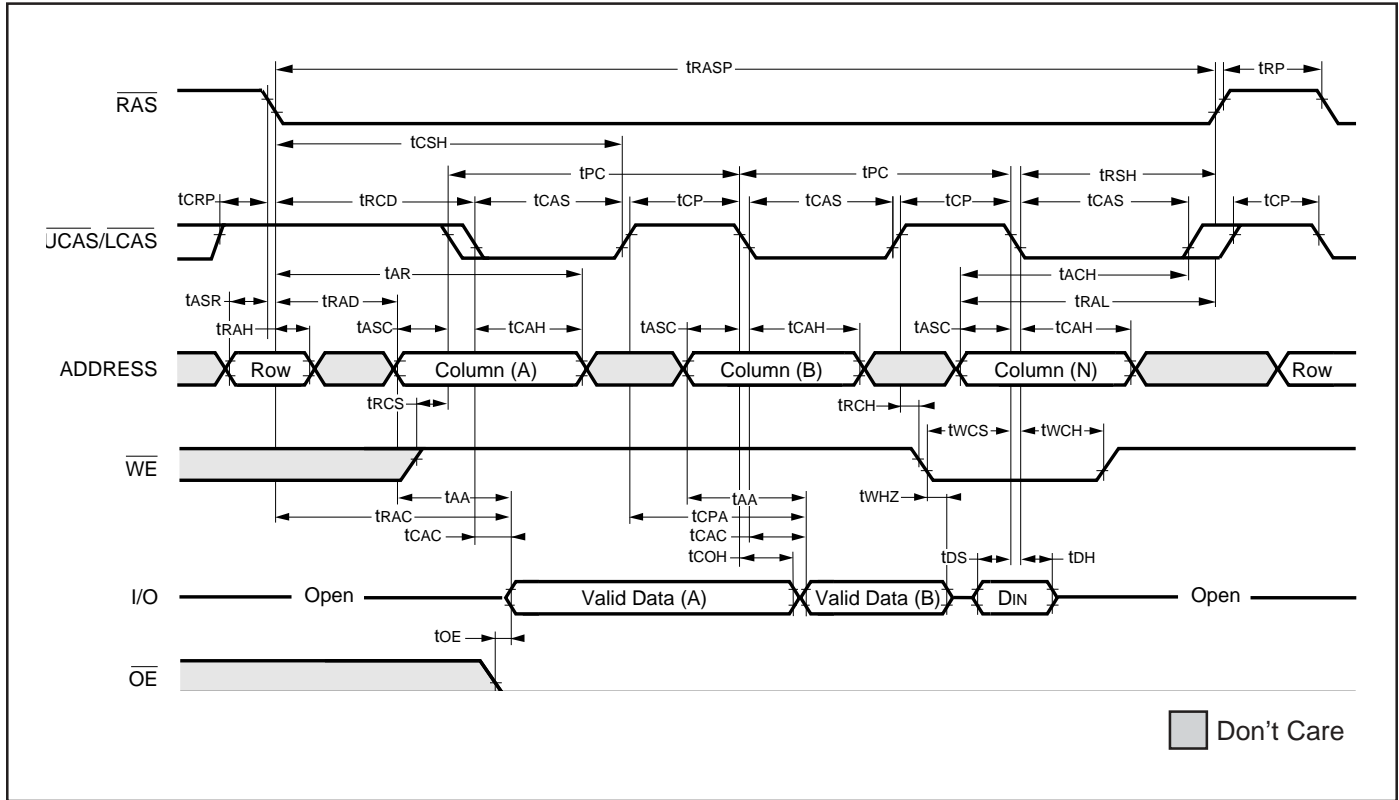 tRASP tRP
RAS
tCSH
tPC tPC tRSH
tCRP tRCD tCAS tCP tCAS tCP tCAS tCP
UCAS/LCAS
tAR tACH
tASR tRAD tRAL
tRAH tASC tCAH tASC tCAH tASC tCAH
ADDRESS Row Column (A) Column (B) Column (N) Row
tRCS tRCH
tWCS tWCH
WE
tAA tAA tWHZ
tRAC tCPA
tCAC tCAC
tCOH tDS tDH
I/O Open Valid Data (A) Valid Data (B) DIN Open
tOE
OE
Don't Care